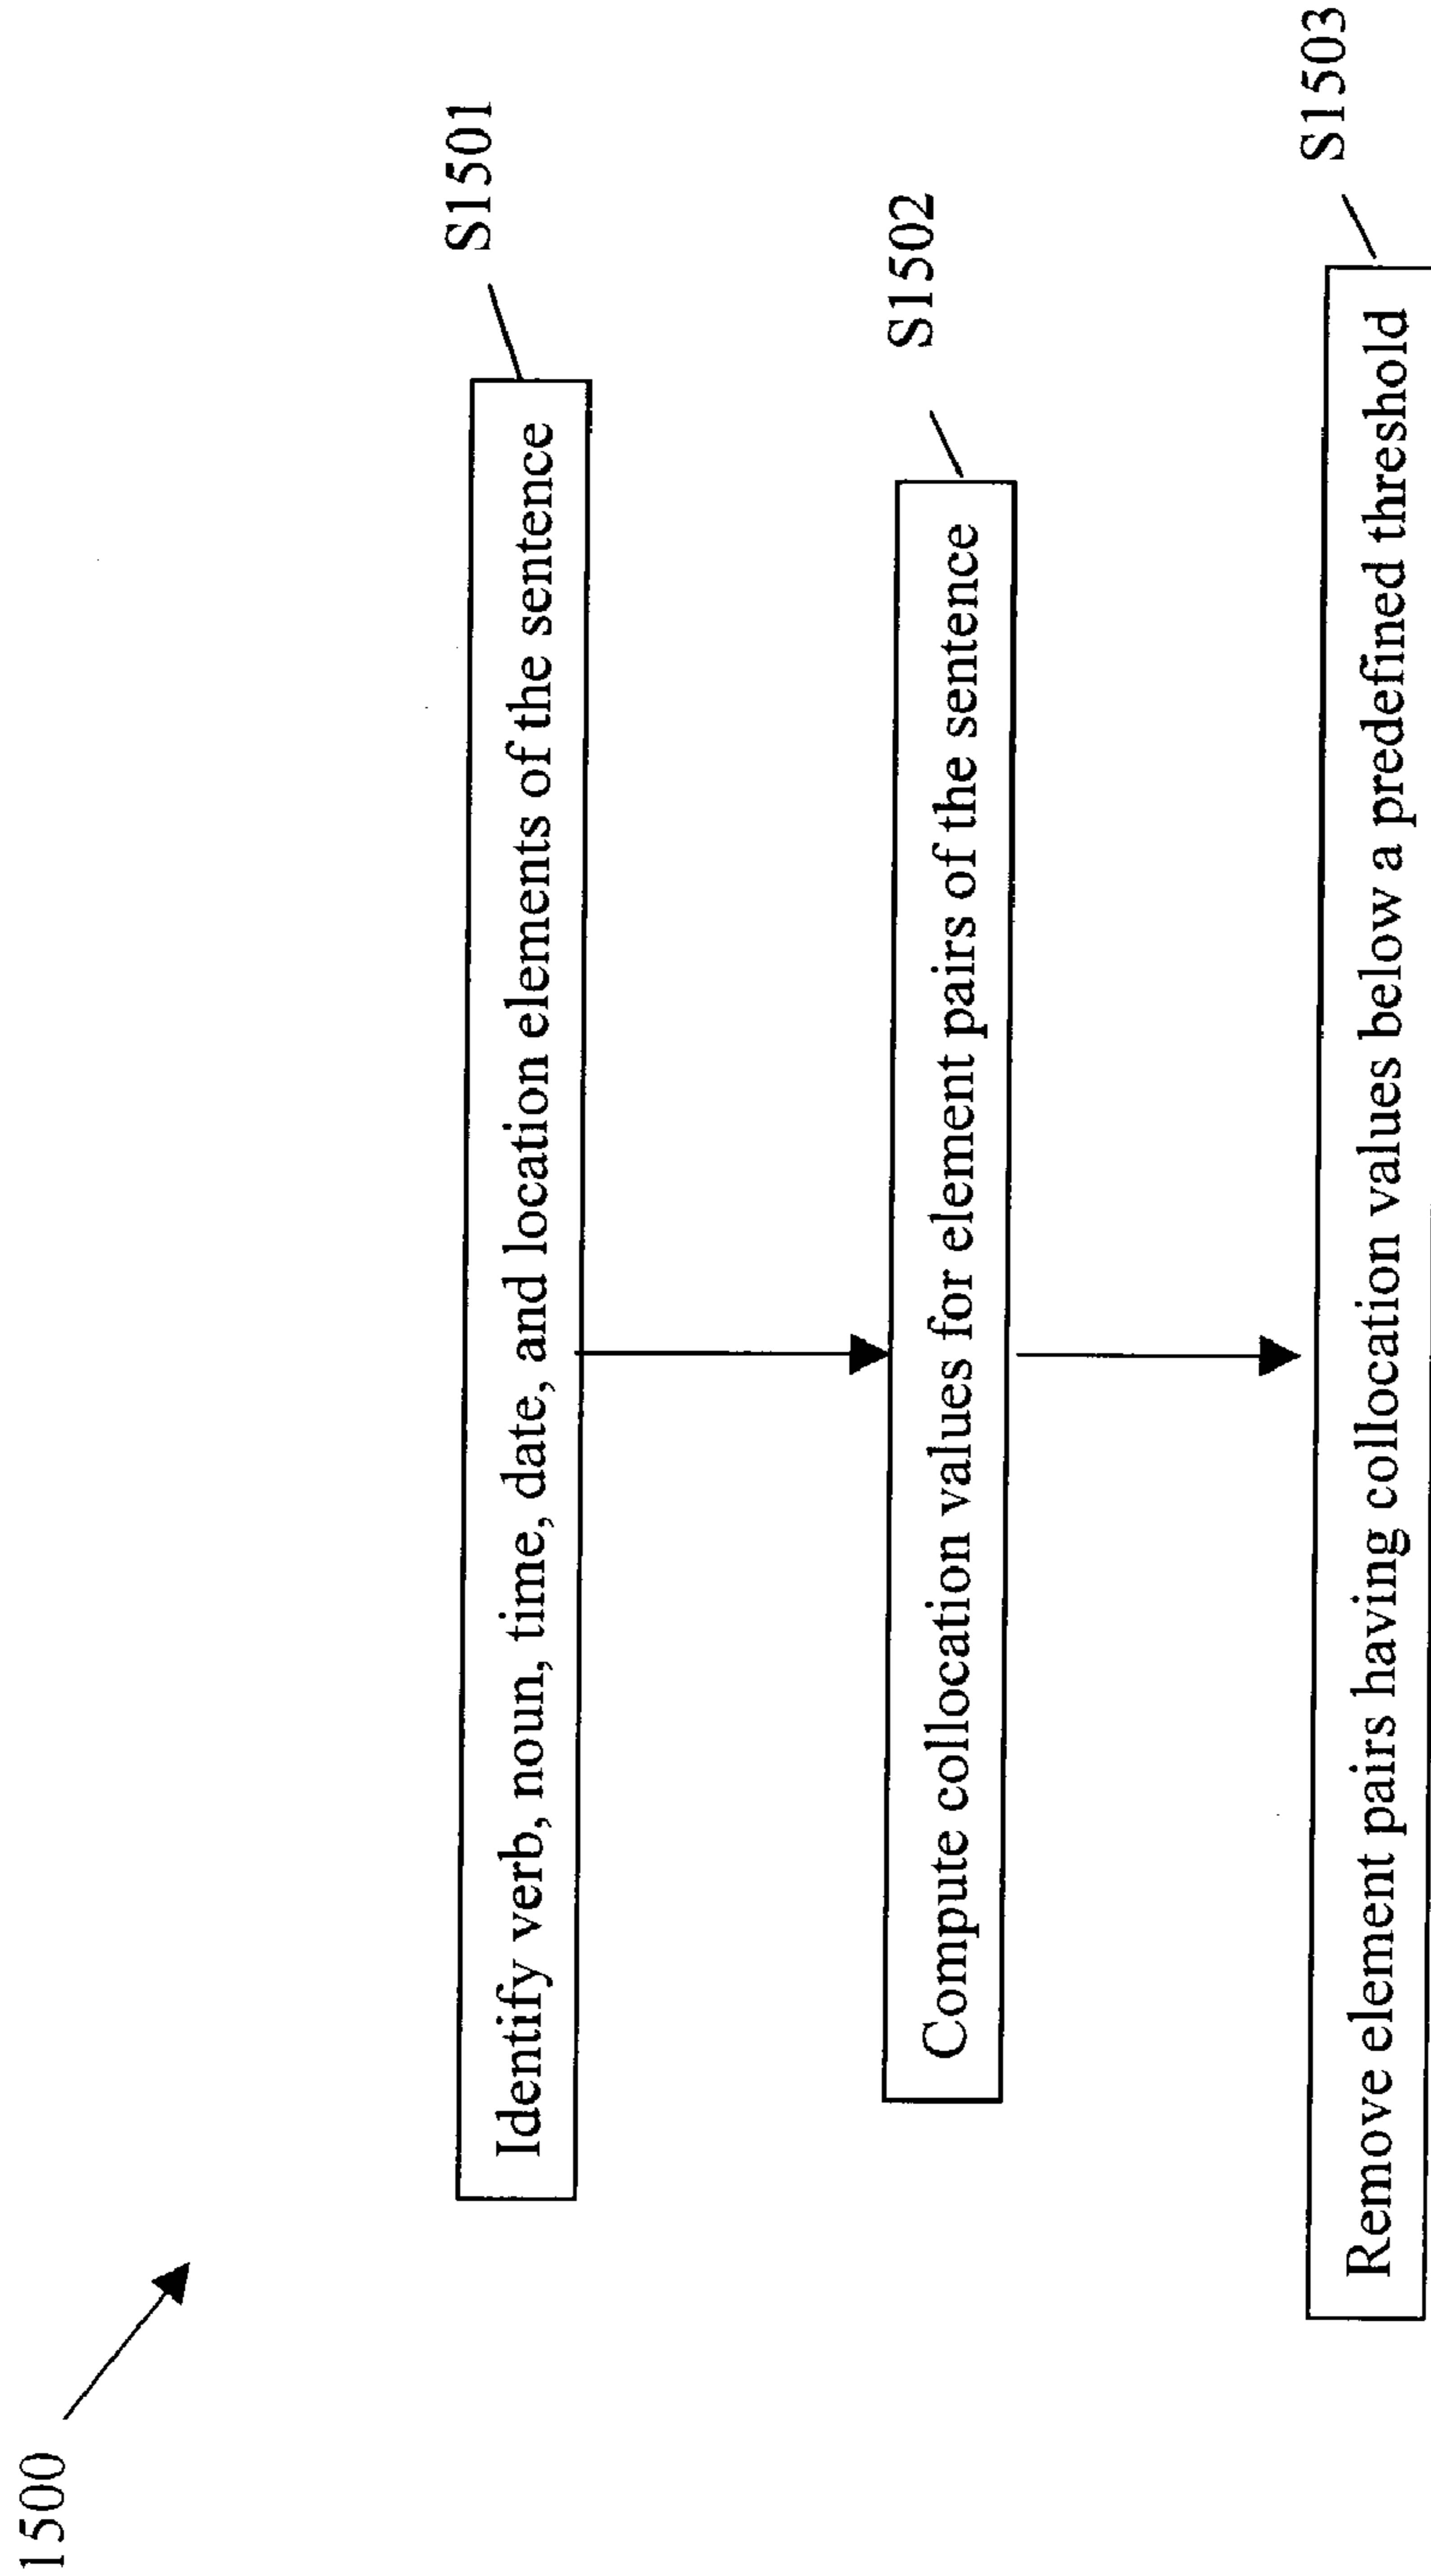 1500
S1501
Identify verb, noun, time, date, and location elements of the sentence
S1502
Compute collocation values for element pairs of the sentence
S1503
Remove element pairs having collocation values below a predefined threshold